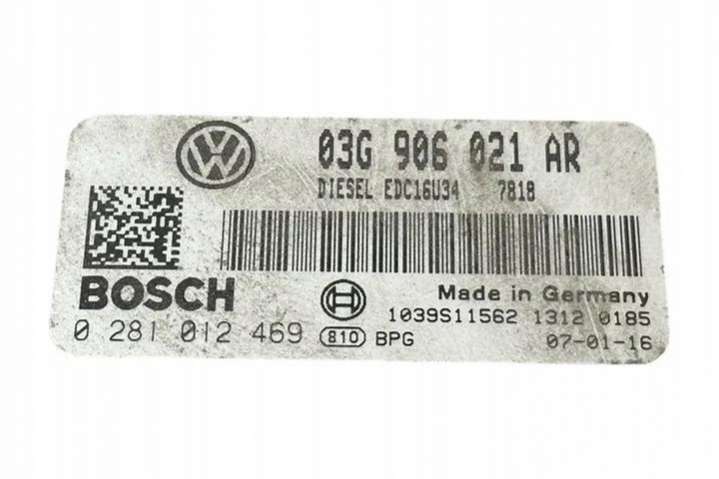 03G 906 021 AR
DIESEL EDC16U34 7818
BOSCH
Made in Germany
1039S11562 1312 0185
0 281 012 469 810 BPG 07-01-16